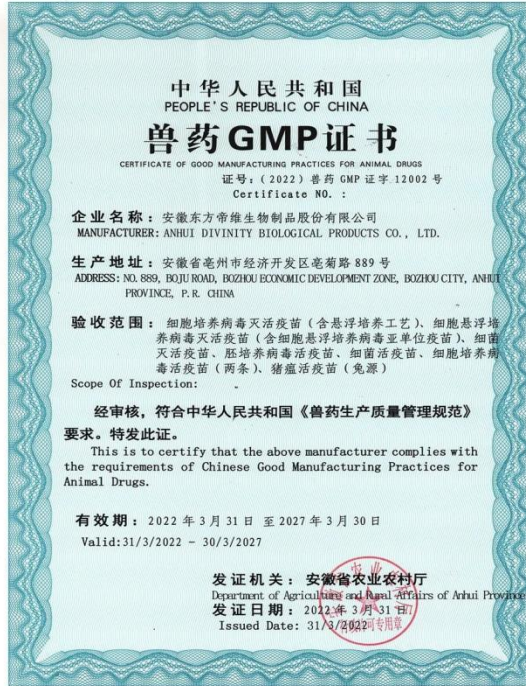 中华人民共和国
PEOPLE'S REPUBLIC OF CHINA
兽药GMP证书
CERTIFICATE OF GOOD MANUFACTURING PRACTICES FOR ANIMAL DRUGS
证号:(2022)兽药 GMP 证字 12002 号
Certificate NO. :
企业名称:安徽东方帝维生物制品股份有限公司
MANUFACTURER: ANHUI DIVINITY BIOLOGICAL PRODUCTS CO., LTD.
生产地址:安徽省亳州市经济开发区亳菊路 889 号
ADDRESS: NO. 889, BOJU ROAD, BOZHOU ECONOMIC DEVELOPMENT ZONE, BOZHOU CITY, ANHUI
PROVINCE, P.R. CHINA
验收范围:细胞培养病毒灭活疫苗(含悬浮培养工艺)、细胞悬浮培
养病毒灭活疫苗(含细胞悬浮培养病毒亚单位疫苗)、细菌
灭活疫苗、胚培养病毒活疫苗、细菌活疫苗、细胞培养病
毒活疫苗(两条)、猪瘟活疫苗(兔源)
Scope Of Inspection:
经审核,符合中华人民共和国《兽药生产质量管理规范》
要求。特发此证。
This is to certify that the above manufacturer complies with
the requirements of Chinese Good Manufacturing Practices for
Animal Drugs.
有效期:2022 年 3 月 31 日 至 2027 年 3 月 30 日
Valid:31/3/2022 - 30/3/2027
发证机关:安徽省农业农村厅
Department of Agriculture and Rural Affairs of Anhui Province
发证日期:2022 年 3 月 31 日
Issued Date: 31/3/2022